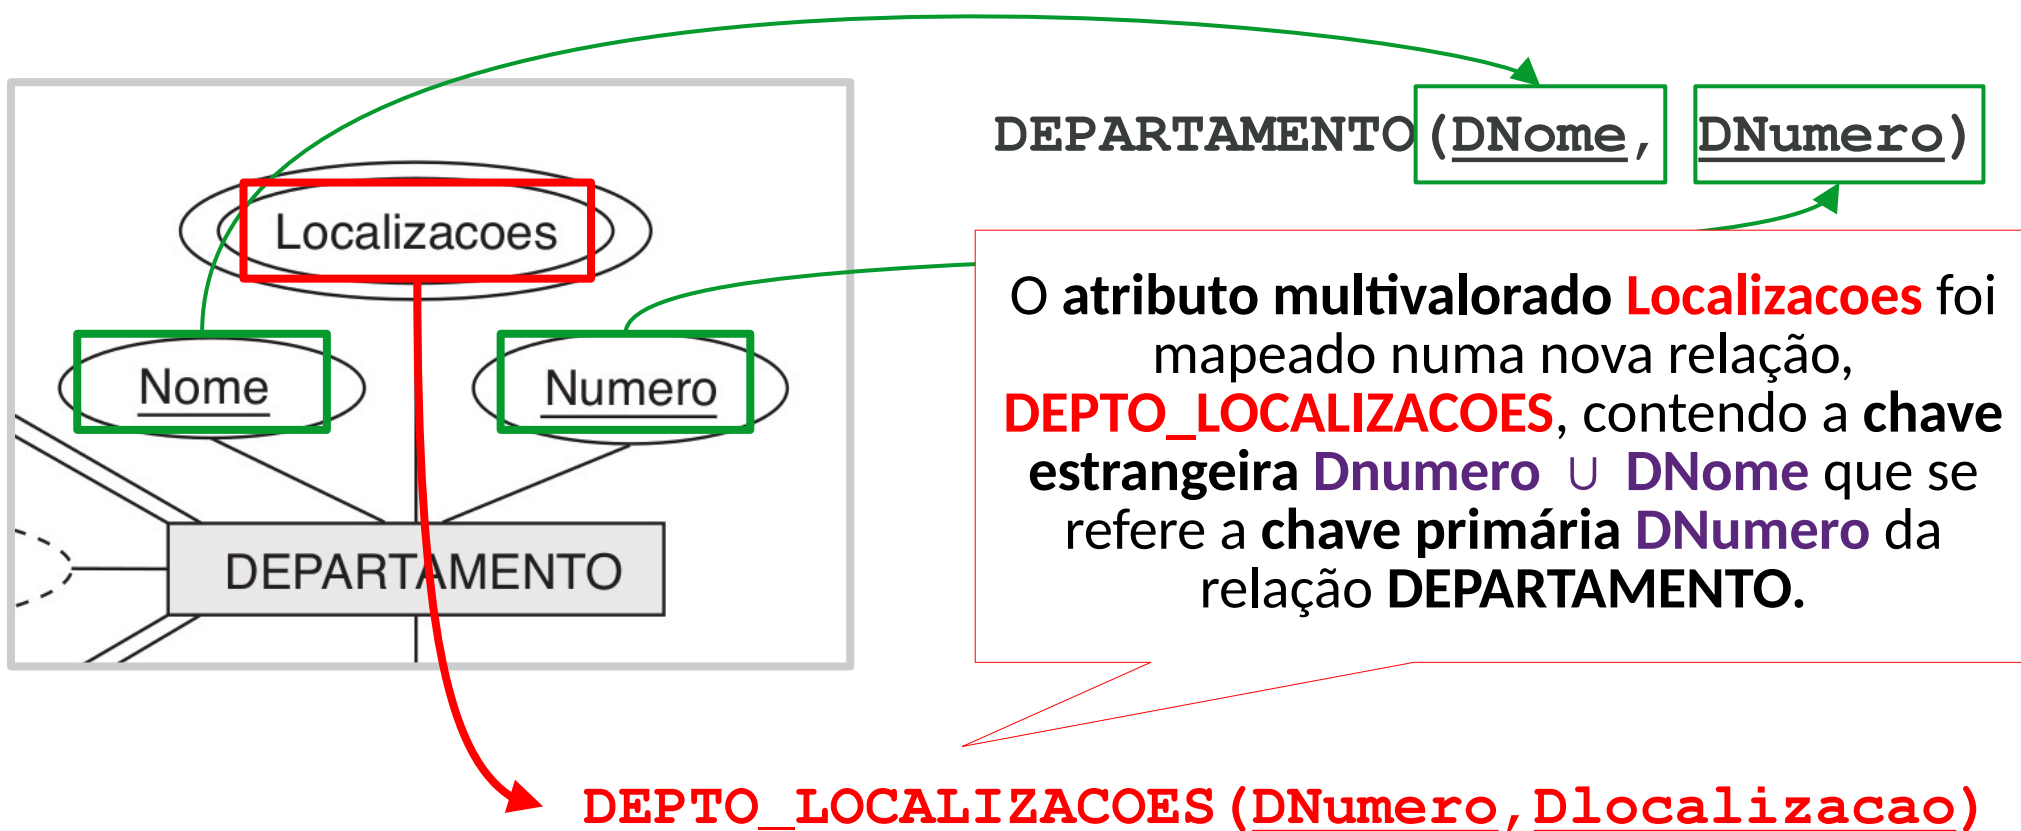 DEPARTAMENTO(DNome, DNumero)
Localizacoes
Nome
Numero
DEPARTAMENTO
O atributo multivalorado Localizacoes foi
mapeado numa nova relação,
DEPTO_LOCALIZACOES, contendo a chave
estrangeira Dnumero ∪ DNome que se
refere a chave primária DNumero da
relação DEPARTAMENTO.
DEPTO_LOCALIZACOES(DNumero,Dlocalizacao)